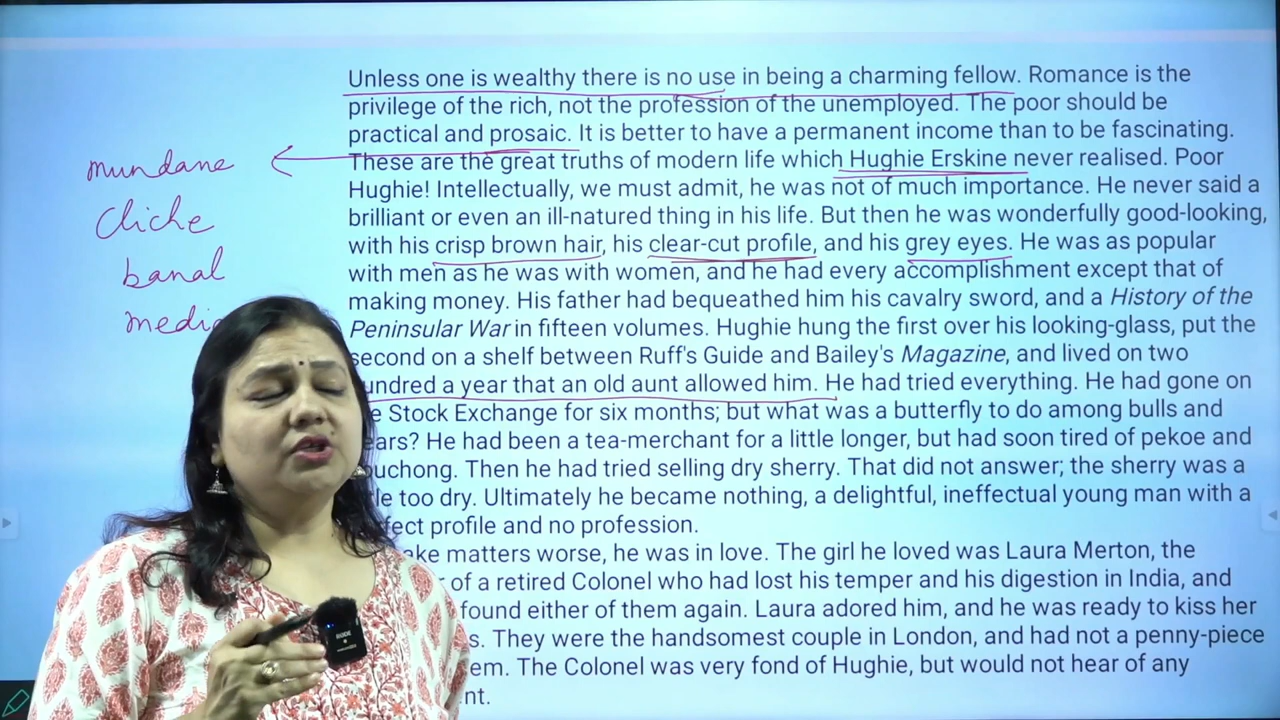 Unless one is wealthy there is no use in being a charming fellow. Romance is the
privilege of the rich, not the profession of the unemployed. The poor should be
practical and prosaic. It is better to have a permanent income than to be fascinating.
These are the great truths of modern life which Hughie Erskine never realised. Poor
Hughie! Intellectually, we must admit, he was not of much importance. He never said a
brilliant or even an ill-natured thing in his life. But then he was wonderfully good-looking,
with his crisp brown hair, his clear-cut profile, and his grey eyes. He was as popular
with men as he was with women, and he had every accomplishment except that of
making money. His father had bequeathed him his cavalry sword, and a History of the
Peninsular War in fifteen volumes. Hughie hung the first over his looking-glass, put the
second on a shelf between Ruff's Guide and Bailey's Magazine, and lived on two
undred a year that an old aunt allowed him. He had tried everything. He had gone on
e Stock Exchange for six months; but what was a butterfly to do among bulls and
ears? He had been a tea-merchant for a little longer, but had soon tired of pekoe and
ouchong. Then he had tried selling dry sherry. That did not answer; the sherry was a
le too dry. Ultimately he became nothing, a delightful, ineffectual young man with a
fect profile and no profession.
ake matters worse, he was in love. The girl he loved was Laura Merton, the
r of a retired Colonel who had lost his temper and his digestion in India, and
found either of them again. Laura adored him, and he was ready to kiss her
s. They were the handsomest couple in London, and had not a penny-piece
em. The Colonel was very fond of Hughie, but would not hear of any
nt.
mundane
cliche
banal
medio
RODE